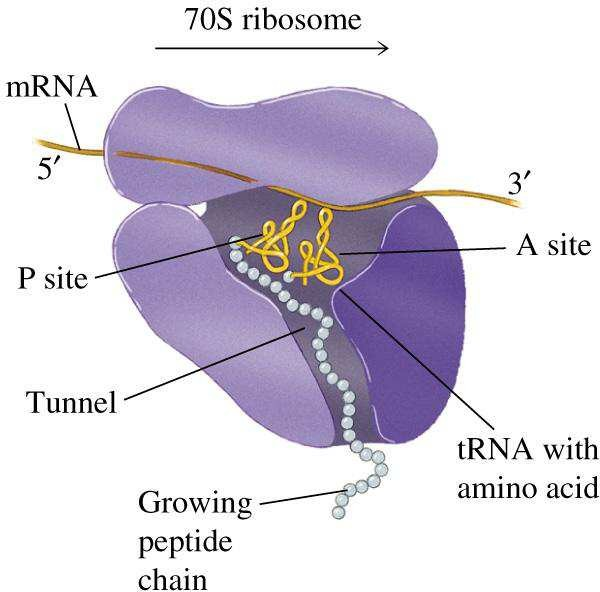 70S ribosome
mRNA
5′
3′
A site
P site
Tunnel
tRNA with
amino acid
Growing
peptide
chain